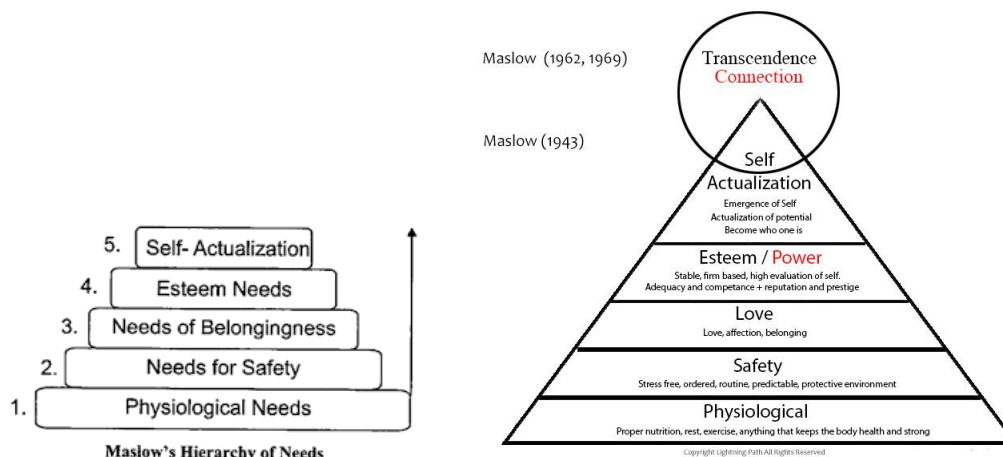 5. Self- Actualization
4. Esteem Needs
3. Needs of Belongingness
2. Needs for Safety
1. Physiological Needs
Maslow's Hierarchy of Needs
Maslow (1962, 1969)
Transcendence
Connection
Maslow (1943)
Self
Actualization
Emergence of Self
Actualization of potential
Become who one is
Esteem / Power
Stable, firm based, high evaluation of self.
Adequacy and competance + reputation and prestige
Love
Love, affection, belonging
Safety
Stress free, ordered, routine, predictable, protective environment
Physiological
Proper nutrition, rest, exercise, anything that keeps the body health and strong
Copyright Lightning Path All Rights Reserved